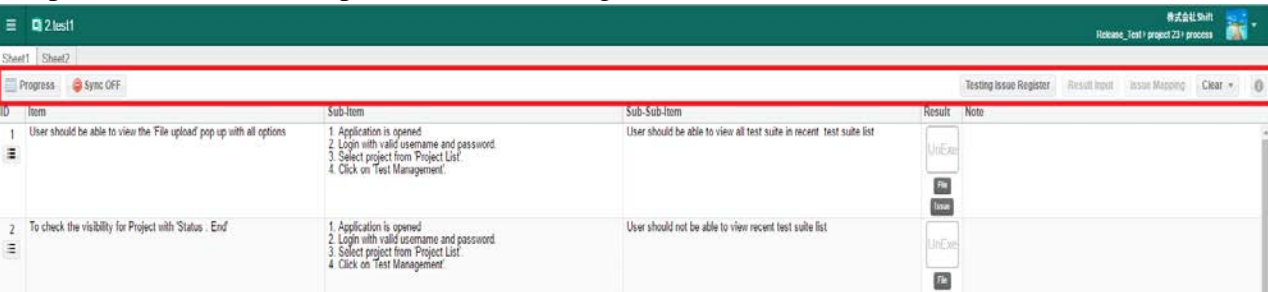 2.test1
株式会社Shift
Release_Test > project 23 > process
Sheet1 Sheet2
Progress Sync OFF Testing Issue Register Result Input Issue Mapping Clear
ID Item Sub-Item Sub-Sub-Item Result Note
1 User should be able to view the 'File upload' pop up with all options
1. Application is opened
2. Login with valid username and password.
3. Select project from 'Project List'.
4. Click on 'Test Management'.
User should be able to view all test suite in recent test suite list
UnExe
File
Issue
2 To check the visibility for Project with 'Status . End'
1. Application is opened
2. Login with valid username and password.
3. Select project from 'Project List'.
4. Click on 'Test Management'.
User should not be able to view recent test suite list
UnExe
File